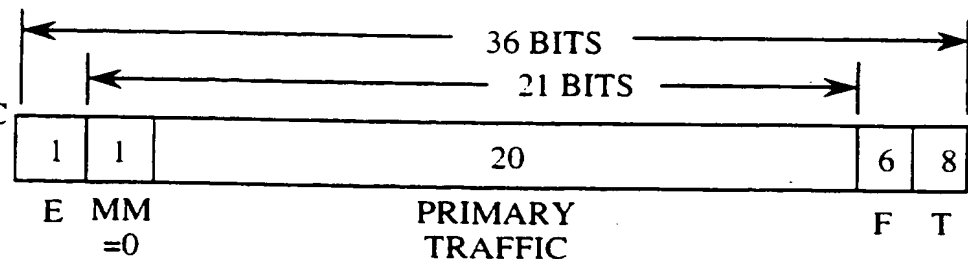 36 BITS
21 BITS
C
1 1 20 6 8
E MM PRIMARY F T
=0 TRAFFIC